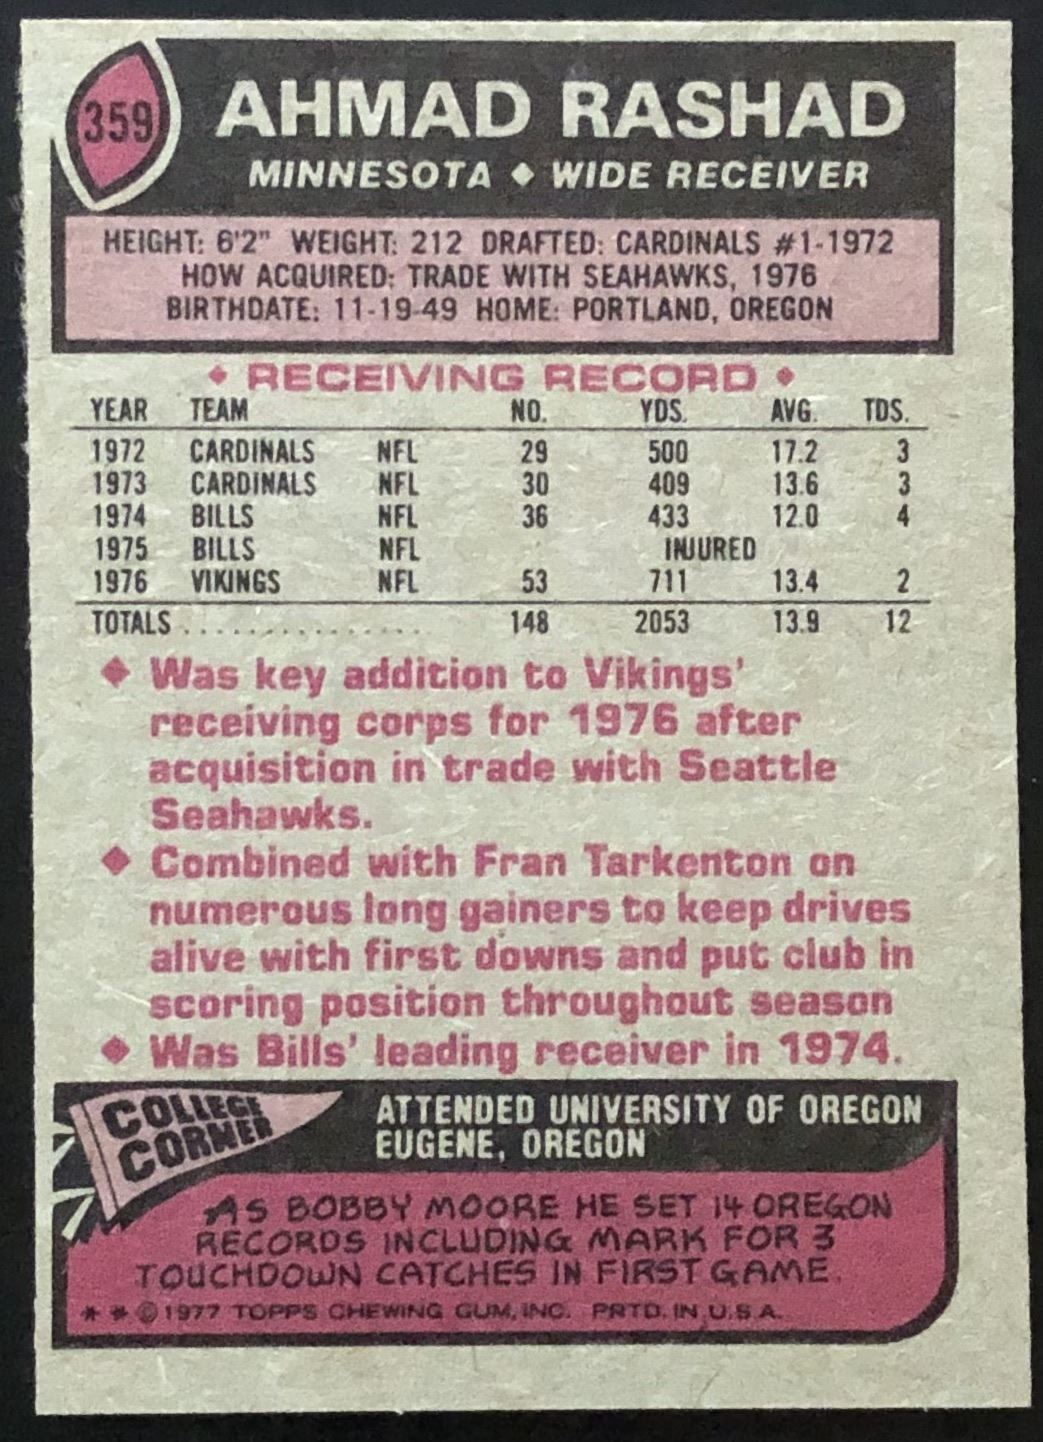 359
AHMAD RASHAD
MINNESOTA ♦ WIDE RECEIVER
HEIGHT: 6'2" WEIGHT: 212 DRAFTED: CARDINALS #1-1972
HOW ACQUIRED: TRADE WITH SEAHAWKS, 1976
BIRTHDATE: 11-19-49 HOME: PORTLAND, OREGON
♦ RECEIVING RECORD ♦
YEAR TEAM NO. YDS. AVG. TDS.
1972 CARDINALS NFL 29 500 17.2 3
1973 CARDINALS NFL 30 409 13.6 3
1974 BILLS NFL 36 433 12.0 4
1975 BILLS NFL INJURED
1976 VIKINGS NFL 53 711 13.4 2
TOTALS ............... 148 2053 13.9 12
♦ Was key addition to Vikings'
receiving corps for 1976 after
acquisition in trade with Seattle
Seahawks.
♦ Combined with Fran Tarkenton on
numerous long gainers to keep drives
alive with first downs and put club in
scoring position throughout season
♦ Was Bills' leading receiver in 1974.
COLLEGE
CORNER
ATTENDED UNIVERSITY OF OREGON
EUGENE, OREGON
AS BOBBY MOORE HE SET 14 OREGON
RECORDS INCLUDING MARK FOR 3
TOUCHDOWN CATCHES IN FIRST GAME.
* * © 1977 TOPPS CHEWING GUM, INC. PRTD. IN U.S.A.